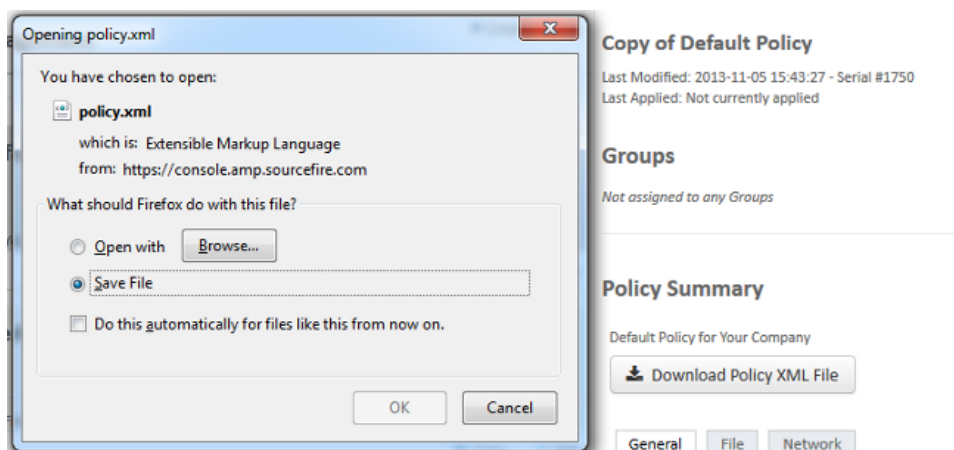 Opening policy.xml
You have chosen to open:
policy.xml
which is: Extensible Markup Language
from: https://console.amp.sourcefire.com
What should Firefox do with this file?
Open with
Browse...
Save File
Do this automatically for files like this from now on.
OK
Cancel
Copy of Default Policy
Last Modified: 2013-11-05 15:43:27 - Serial #1750
Last Applied: Not currently applied
Groups
Not assigned to any Groups
Policy Summary
Default Policy for Your Company
Download Policy XML File
General File Network